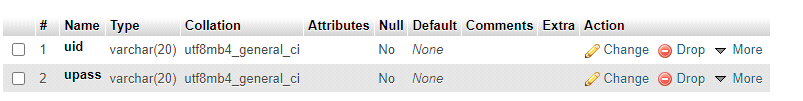 # Name Type Collation Attributes Null Default Comments Extra Action
1 uid varchar(20) utf8mb4_general_ci No None Change Drop More
2 upass varchar(20) utf8mb4_general_ci No None Change Drop More